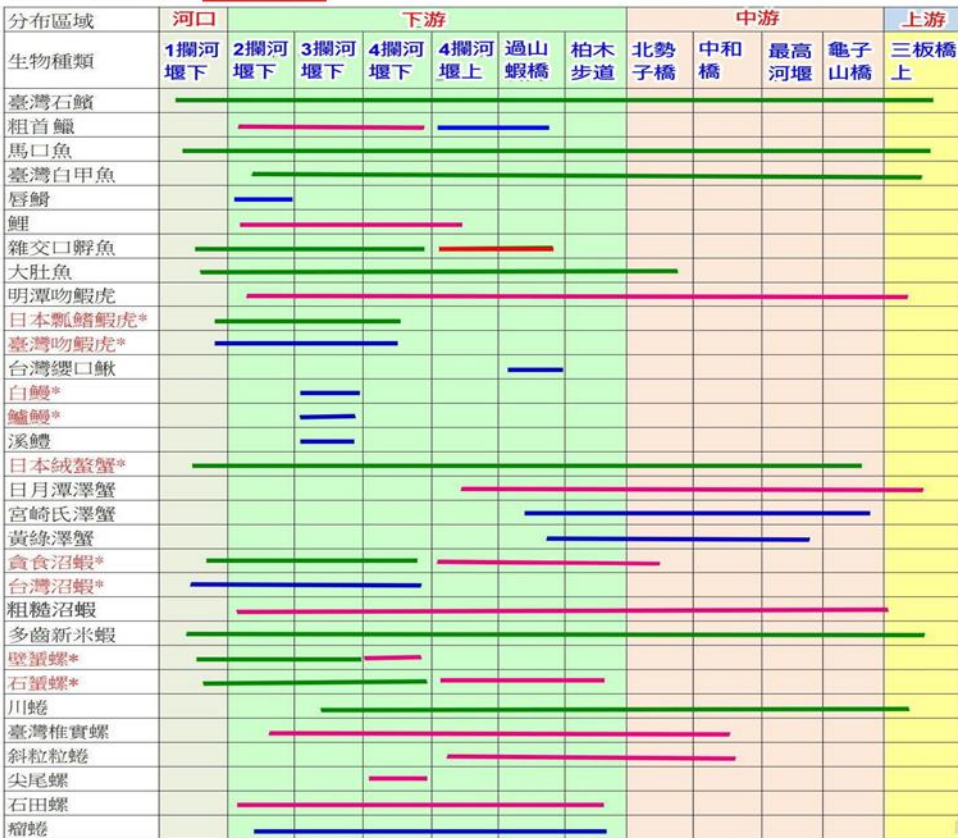 分布區域 河口 下游 中游 上游
生物種類 1攔河堰下 2攔河堰下 3攔河堰下 4攔河堰下 4攔河堰上 過山蝦橋 柏木步道 北勢子橋 中和橋 最高河堰 龜子山橋 三板橋上
臺灣石𩼧
粗首鱲
馬口魚
臺灣白甲魚
唇䱻
鯉
雜交口孵魚
大肚魚
明潭吻鰕虎
日本瓢鰭鰕虎*
臺灣吻鰕虎*
台灣纓口鰍
白鰻*
鱸鰻*
溪鱧
日本絨螯蟹*
日月潭澤蟹
宮崎氏澤蟹
黃綠澤蟹
貪食沼蝦*
台灣沼蝦*
粗糙沼蝦
多齒新米蝦
壁蜑螺*
石蜑螺*
川蜷
臺灣椎實螺
斜粒粒蜷
尖尾螺
石田螺
瘤蜷